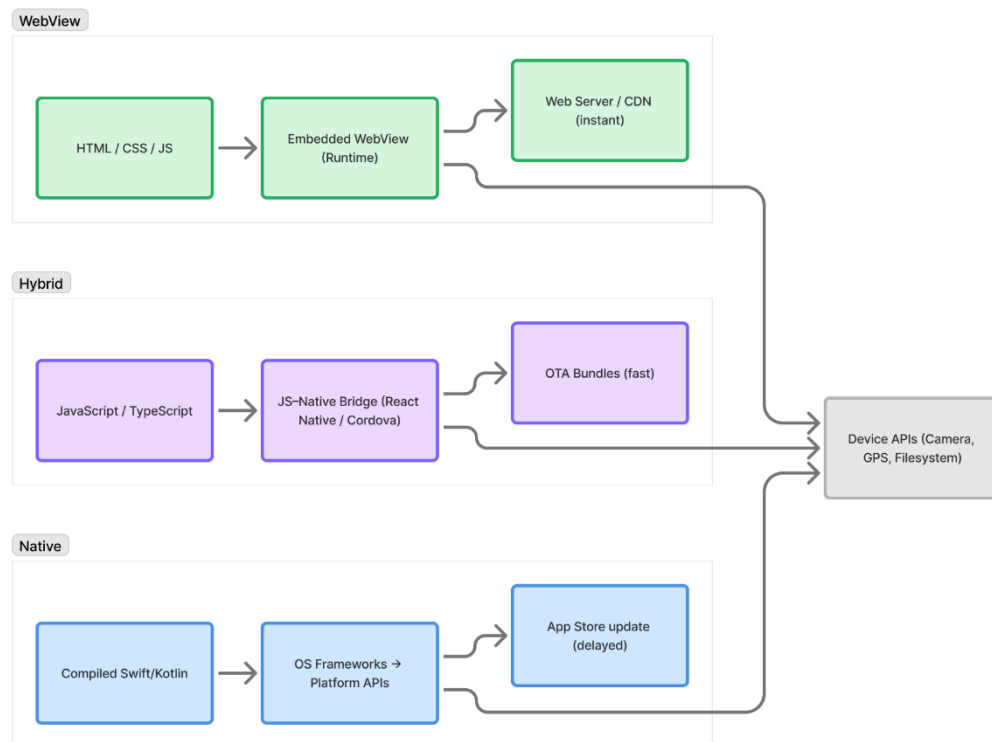 WebView
HTML / CSS / JS
Embedded WebView
(Runtime)
Web Server / CDN
(instant)
Hybrid
JavaScript / TypeScript
JS–Native Bridge (React
Native / Cordova)
OTA Bundles (fast)
Device APIs (Camera,
GPS, Filesystem)
Native
Compiled Swift/Kotlin
OS Frameworks →
Platform APIs
App Store update
(delayed)